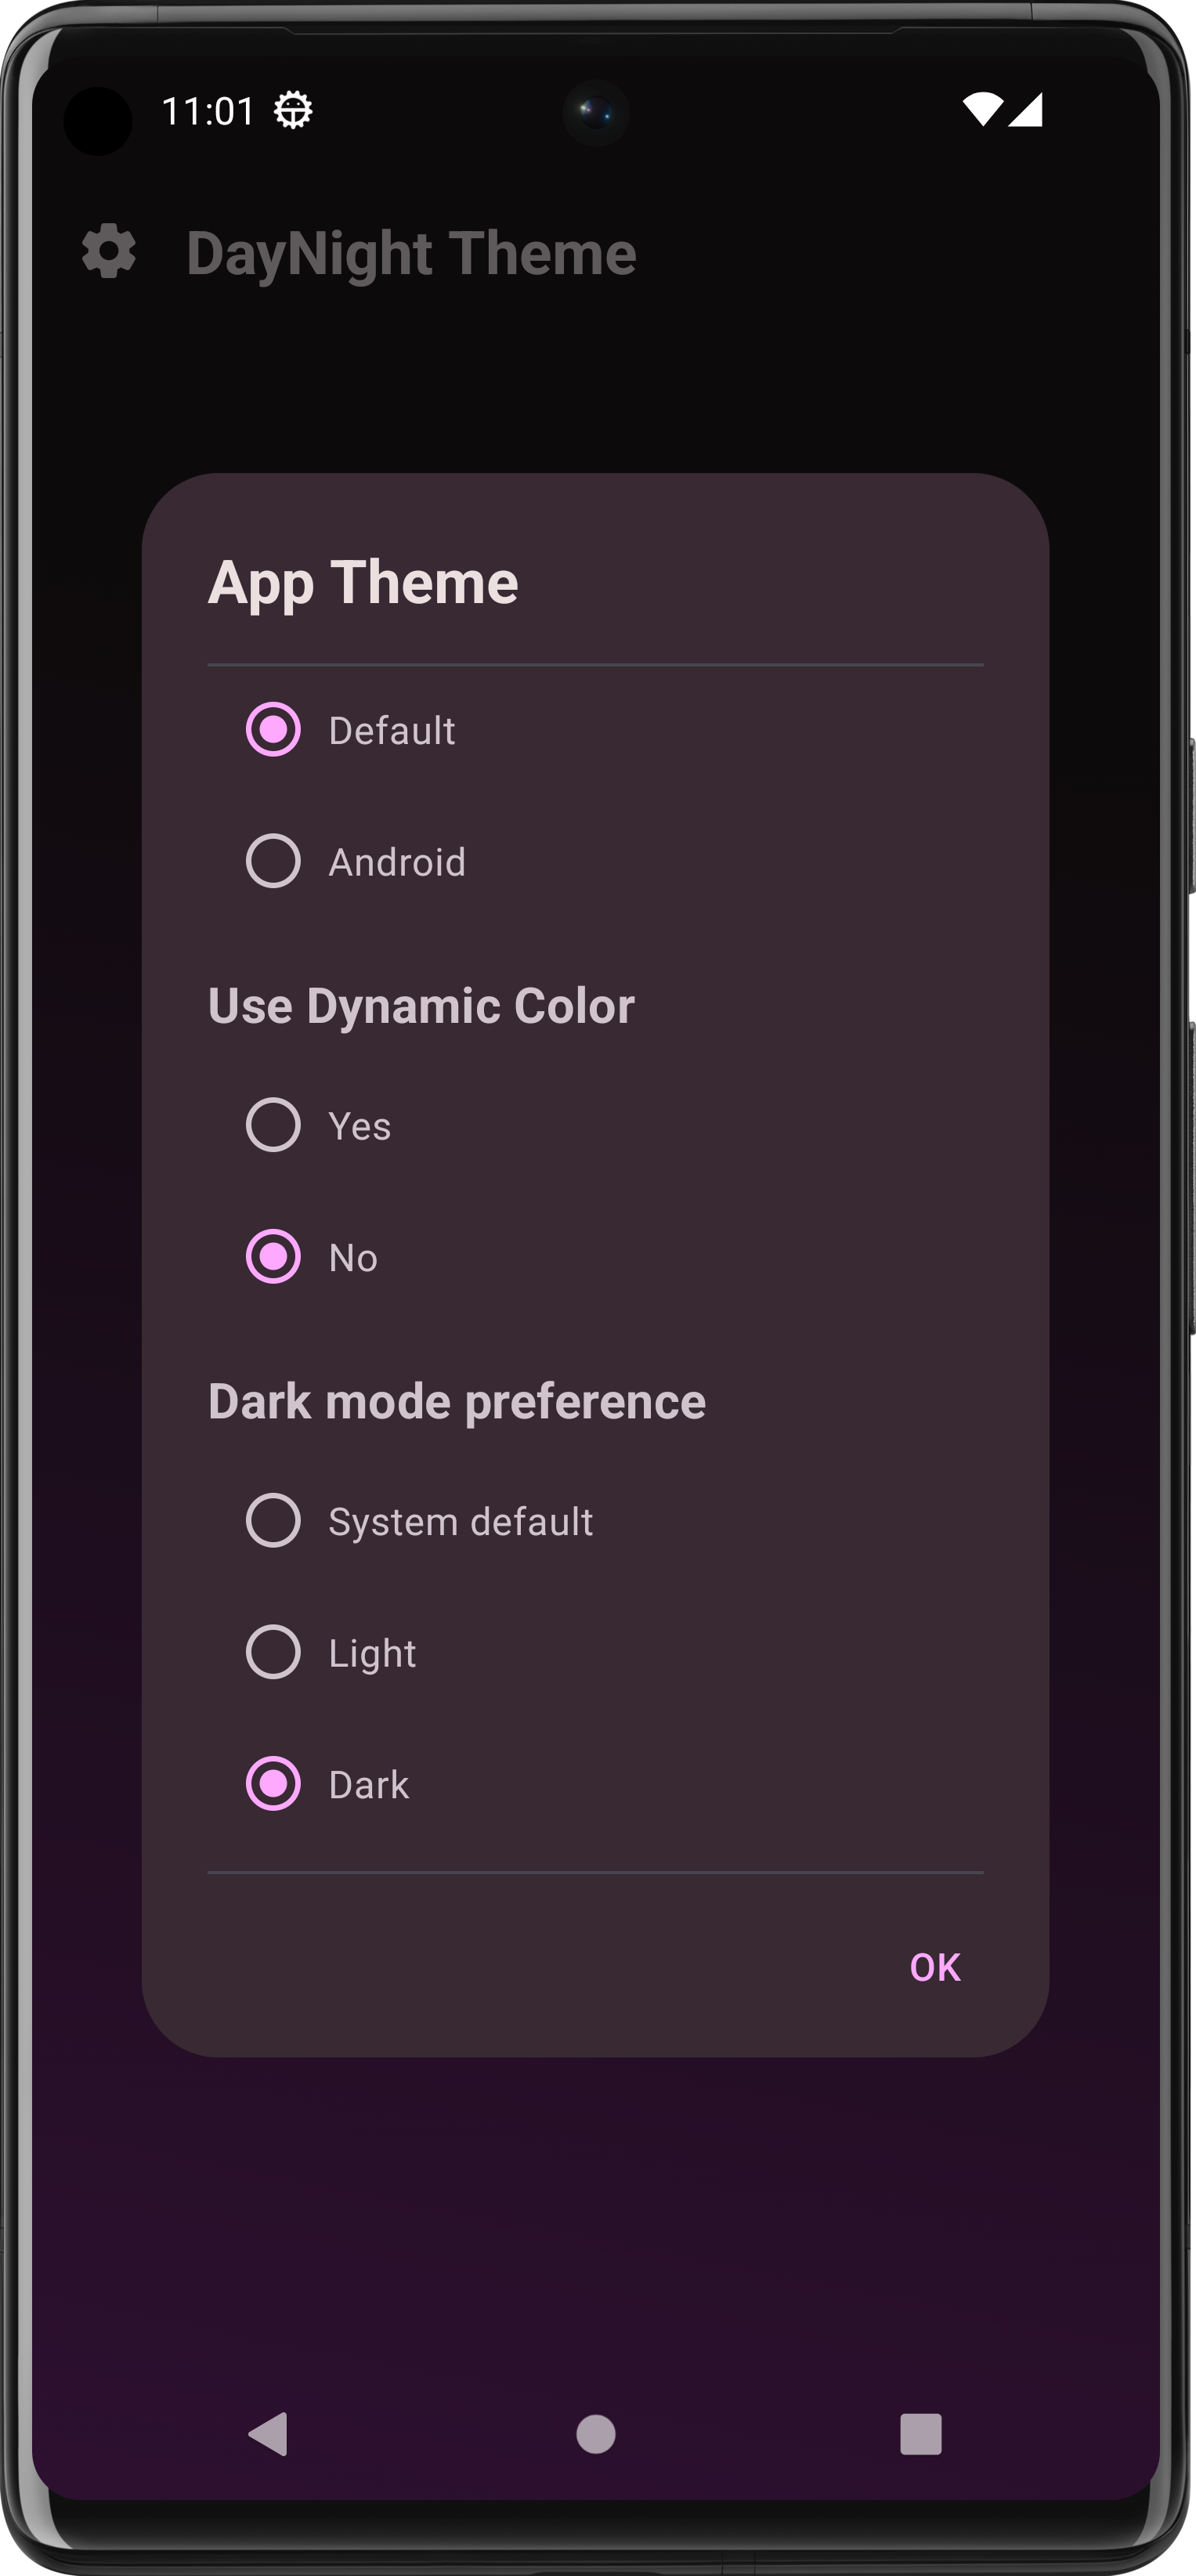 11:01
DayNight Theme
App Theme
Default
Android
Use Dynamic Color
Yes
No
Dark mode preference
System default
Light
Dark
OK